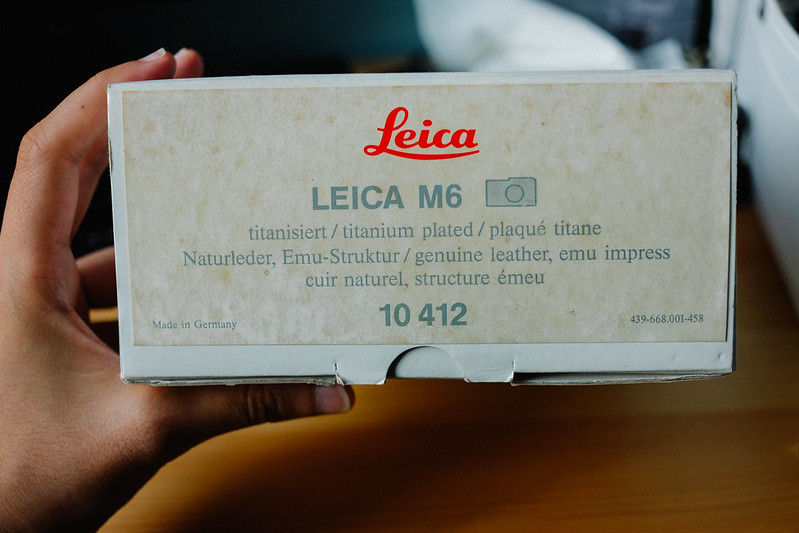 Leica
LEICA M6
titanisiert / titanium plated / plaqué titane
Naturleder, Emu-Struktur / genuine leather, emu impress
cuir naturel, structure émeu
10 412
Made in Germany
439-668.001-458